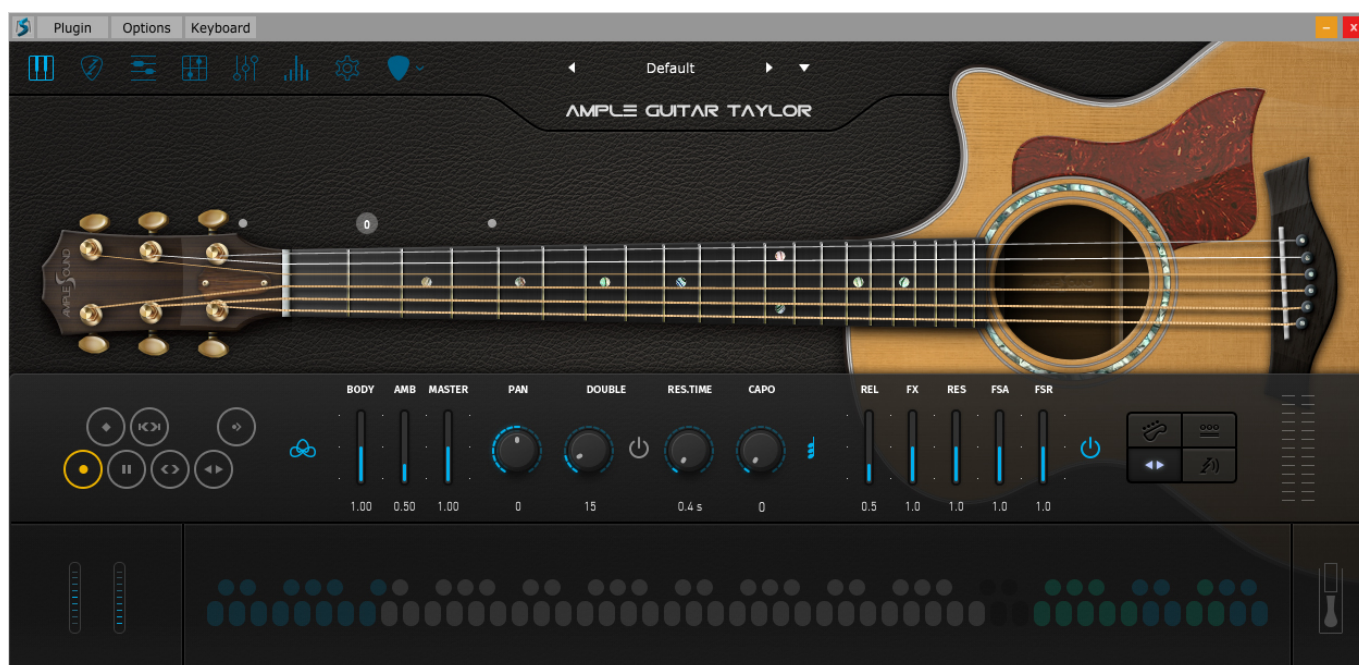 Plugin Options Keyboard
Default
AMPLE GUITAR TAYLOR
0
AMPLE SOUND
BODY AMB MASTER PAN DOUBLE RES.TIME CAPO REL FX RES FSA FSR
1.00 0.50 1.00 0 15 0.4 s 0 0.5 1.0 1.0 1.0 1.0